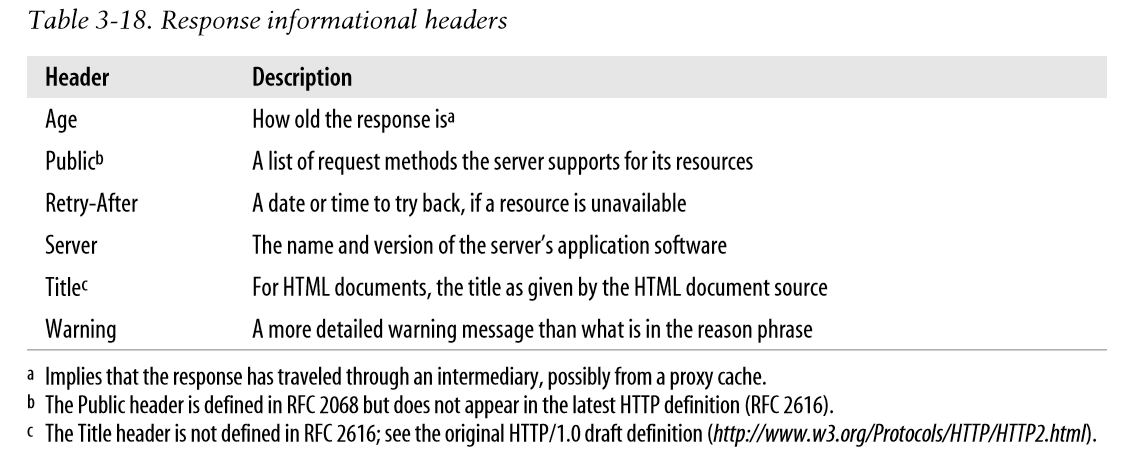 Table 3-18. Response informational headers
Header Description
Age How old the response isa
Publicb A list of request methods the server supports for its resources
Retry-After A date or time to try back, if a resource is unavailable
Server The name and version of the server’s application software
Titlec For HTML documents, the title as given by the HTML document source
Warning A more detailed warning message than what is in the reason phrase
a Implies that the response has traveled through an intermediary, possibly from a proxy cache.
b The Public header is defined in RFC 2068 but does not appear in the latest HTTP definition (RFC 2616).
c The Title header is not defined in RFC 2616; see the original HTTP/1.0 draft definition (http://www.w3.org/Protocols/HTTP/HTTP2.html).